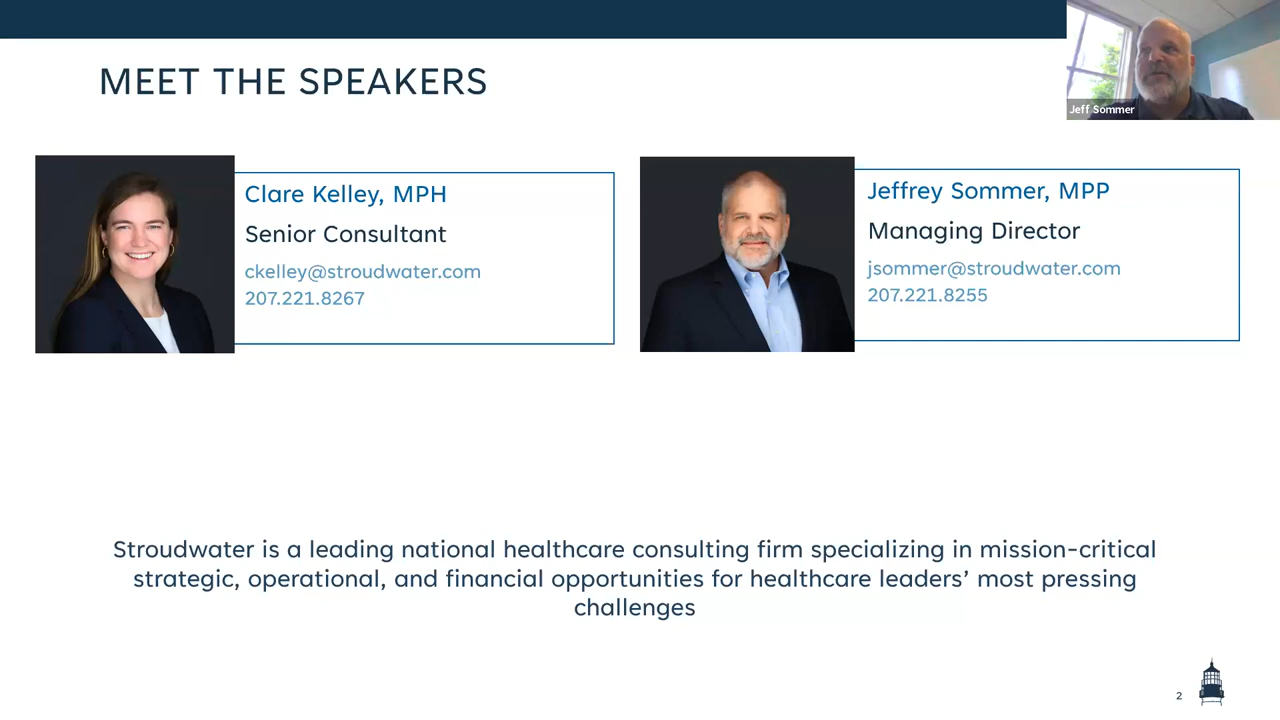 MEET THE SPEAKERS
Jeff Sommer
Clare Kelley, MPH
Senior Consultant
ckelley@stroudwater.com
207.221.8267
Jeffrey Sommer, MPP
Managing Director
jsommer@stroudwater.com
207.221.8255
Stroudwater is a leading national healthcare consulting firm specializing in mission-critical
strategic, operational, and financial opportunities for healthcare leaders’ most pressing
challenges
2